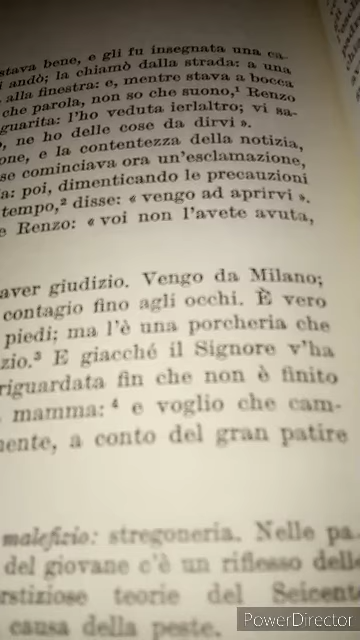 stava bene, e gli fu insegnata una ca-
i andò; la chiamò dalla strada: a una
alla finestra: e, mentre stava a bocca
che parola, non so che suono,¹ Renzo
guarita: l'ho veduta ierlaltro; vi sa-
, ne ho delle cose da dirvi ».
one, e la contentezza della notizia,
se cominciava ora un'esclamazione,
a: poi, dimenticando le precauzioni
tempo,² disse: « vengo ad aprirvi ».
e Renzo: « voi non l'avete avuta,
aver giudizio. Vengo da Milano;
contagio fino agli occhi. È vero
piedi; ma l'è una porcheria che
zio.³ E giacché il Signore v'ha
riguardata fin che non è finito
mamma: ⁴ e voglio che cam-
mente, a conto del gran patire
malefizio: stregoneria. Nelle pa-
del giovane c'è un riflesso delle
rstiziose teorie del Seicent
causa della peste.
PowerDirector